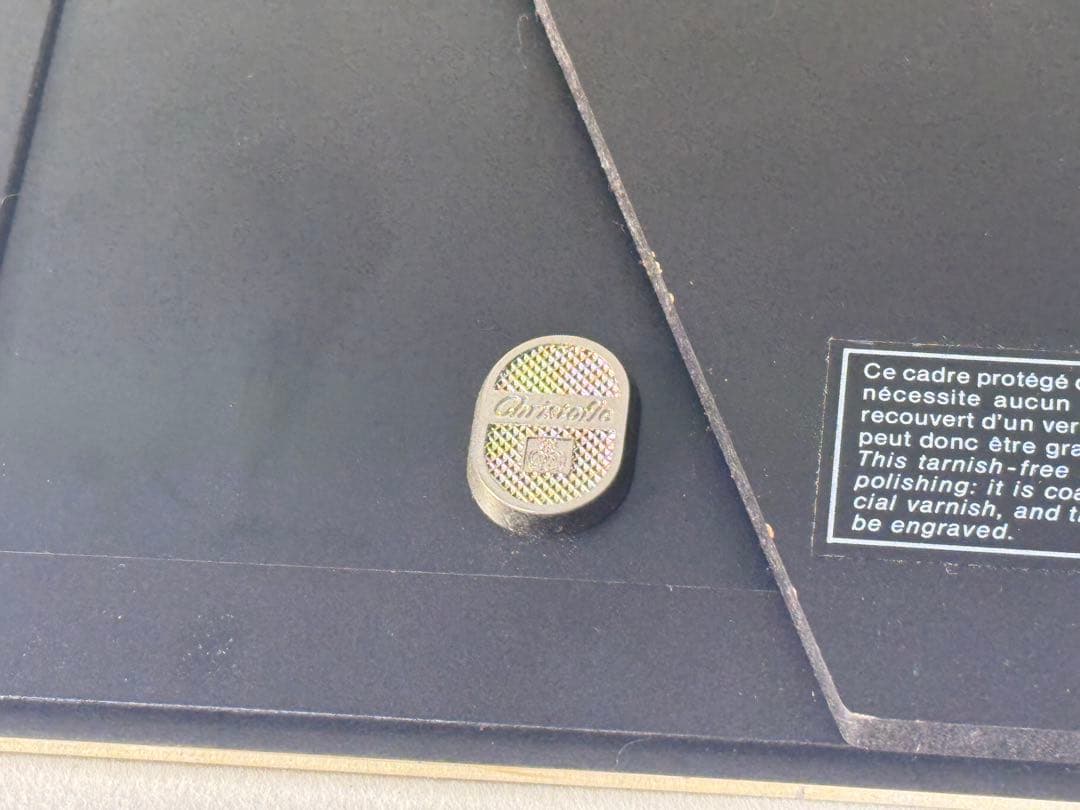 Christofle
Ce cadre protégé
nécessite aucun
recouvert d'un ver
peut donc être gra
This tarnish-free
polishing: it is coa
cial varnish, and t
be engraved.